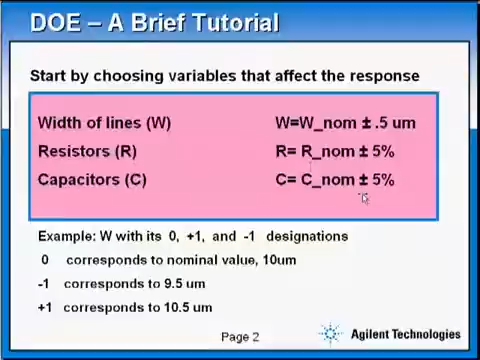 DOE – A Brief Tutorial
Start by choosing variables that affect the response
Width of lines (W) W=W_nom ± .5 um
Resistors (R) R= R_nom ± 5%
Capacitors (C) C= C_nom ± 5%
Example: W with its 0, +1, and -1 designations
0 corresponds to nominal value, 10um
-1 corresponds to 9.5 um
+1 corresponds to 10.5 um
Page 2
Agilent Technologies